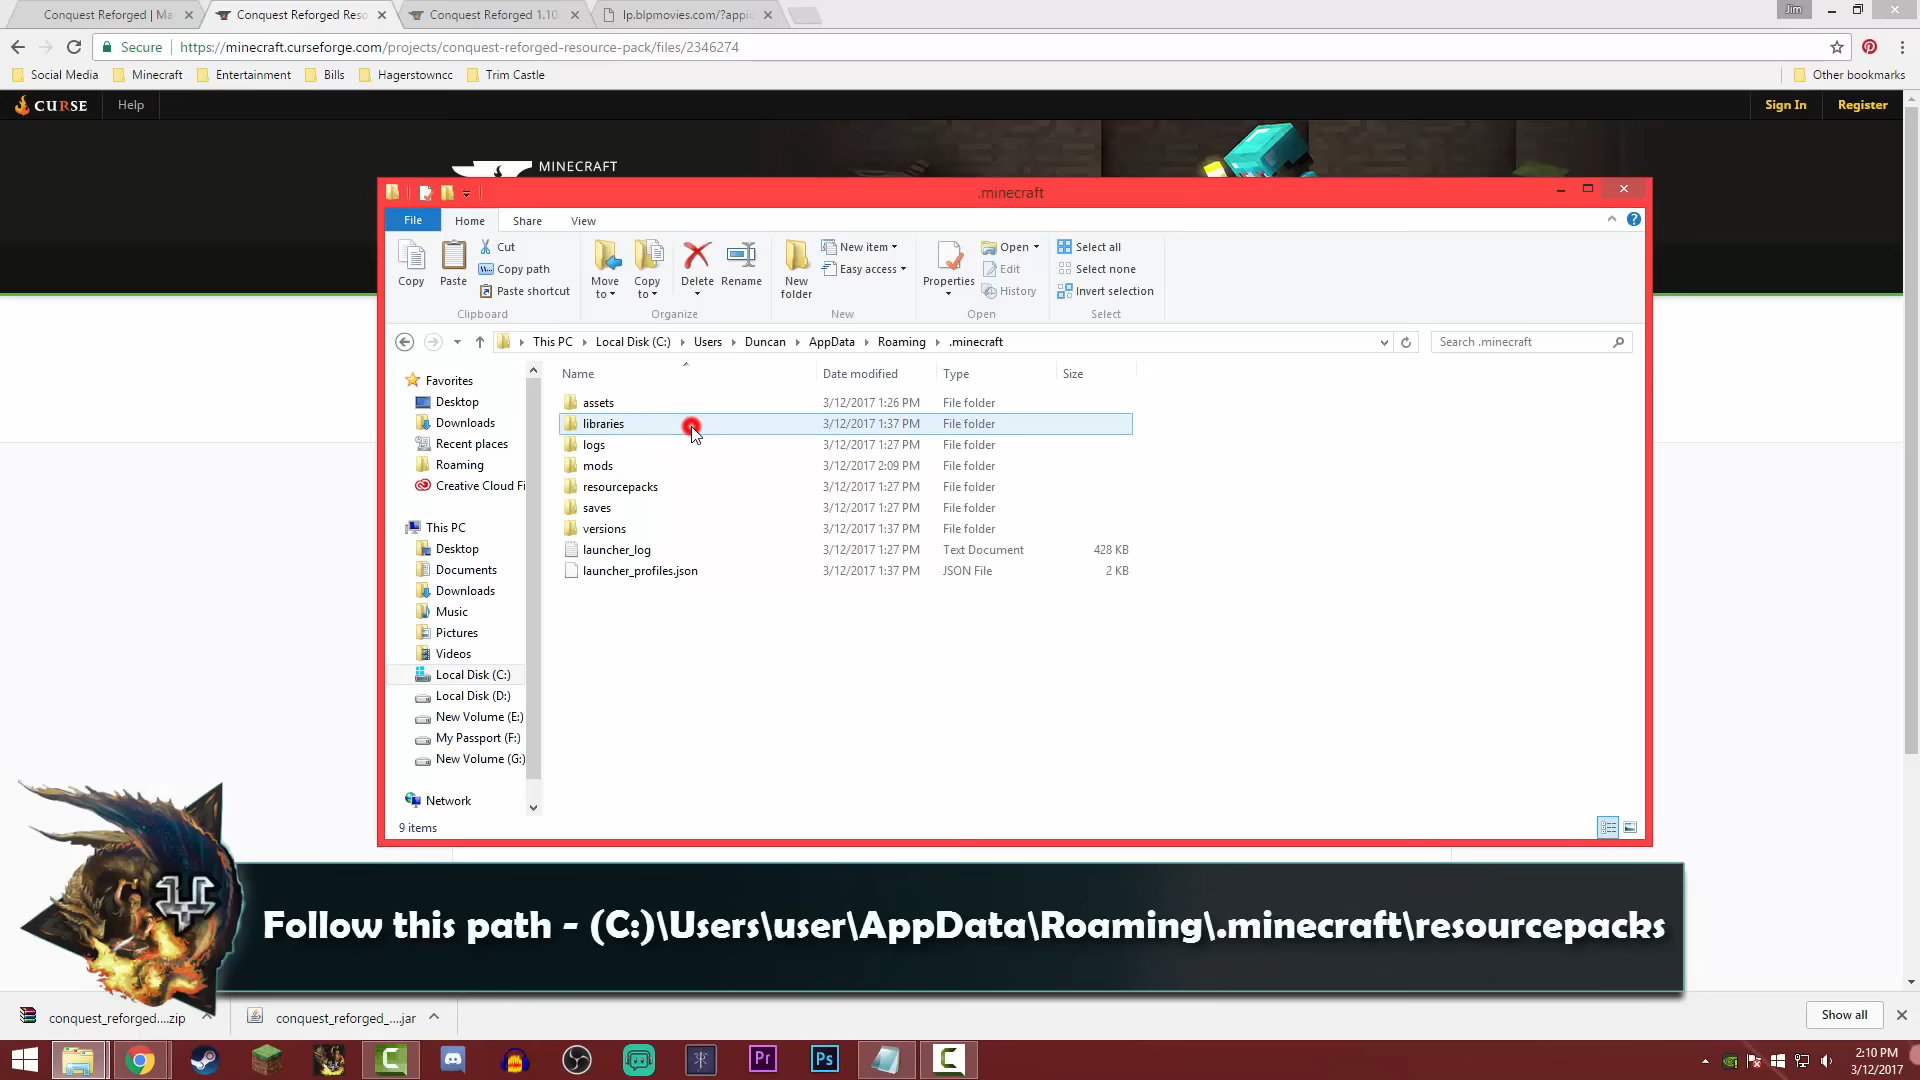 Conquest Reforged | Ma
Conquest Reforged Reso
Conquest Reforged 1.10.
lp.blpmovies.com/?appic
Jim
Secure
https://minecraft.curseforge.com/projects/conquest-reforged-resource-pack/files/2346274
Social Media
Minecraft
Entertainment
Bills
Hagerstowncc
Trim Castle
Other bookmarks
CURSE
Help
Sign In
Register
MINECRAFT
.minecraft
File
Home
Share
View
Copy
Paste
Cut
Copy path
Paste shortcut
Clipboard
Move to
Copy to
Delete
Rename
Organize
New folder
New item
Easy access
New
Properties
Open
Edit
History
Open
Select all
Select none
Invert selection
Select
This PC
Local Disk (C:)
Users
Duncan
AppData
Roaming
.minecraft
Search .minecraft
Favorites
Desktop
Downloads
Recent places
Roaming
Creative Cloud Fi
This PC
Desktop
Documents
Downloads
Music
Pictures
Videos
Local Disk (C:)
Local Disk (D:)
New Volume (E:)
My Passport (F:)
New Volume (G:)
Network
Name Date modified Type Size
assets 3/12/2017 1:26 PM File folder
libraries 3/12/2017 1:37 PM File folder
logs 3/12/2017 1:27 PM File folder
mods 3/12/2017 2:09 PM File folder
resourcepacks 3/12/2017 1:27 PM File folder
saves 3/12/2017 1:27 PM File folder
versions 3/12/2017 1:37 PM File folder
launcher_log 3/12/2017 1:27 PM Text Document 428 KB
launcher_profiles.json 3/12/2017 1:37 PM JSON File 2 KB
9 items
Follow this path - (C:)\Users\user\AppData\Roaming\.minecraft\resourcepacks
conquest_reforged....zip
conquest_reforged_....jar
Show all
Pr
Ps
2:10 PM
3/12/2017